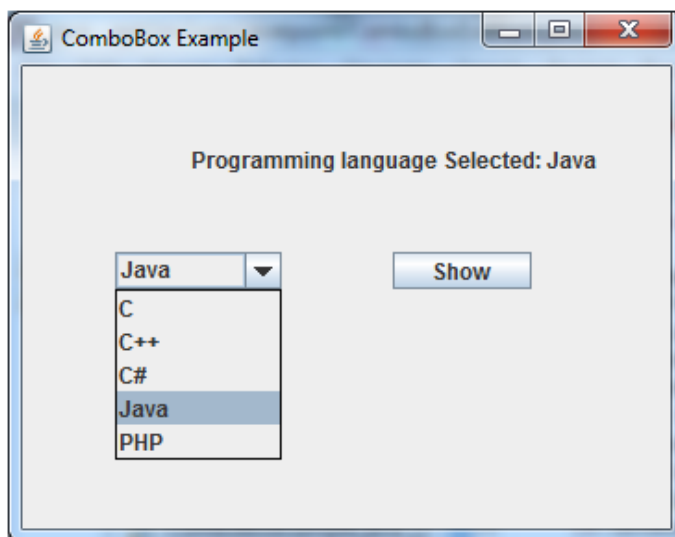 ComboBox Example
Programming language Selected: Java
Java
Show
C
C++
C#
Java
PHP